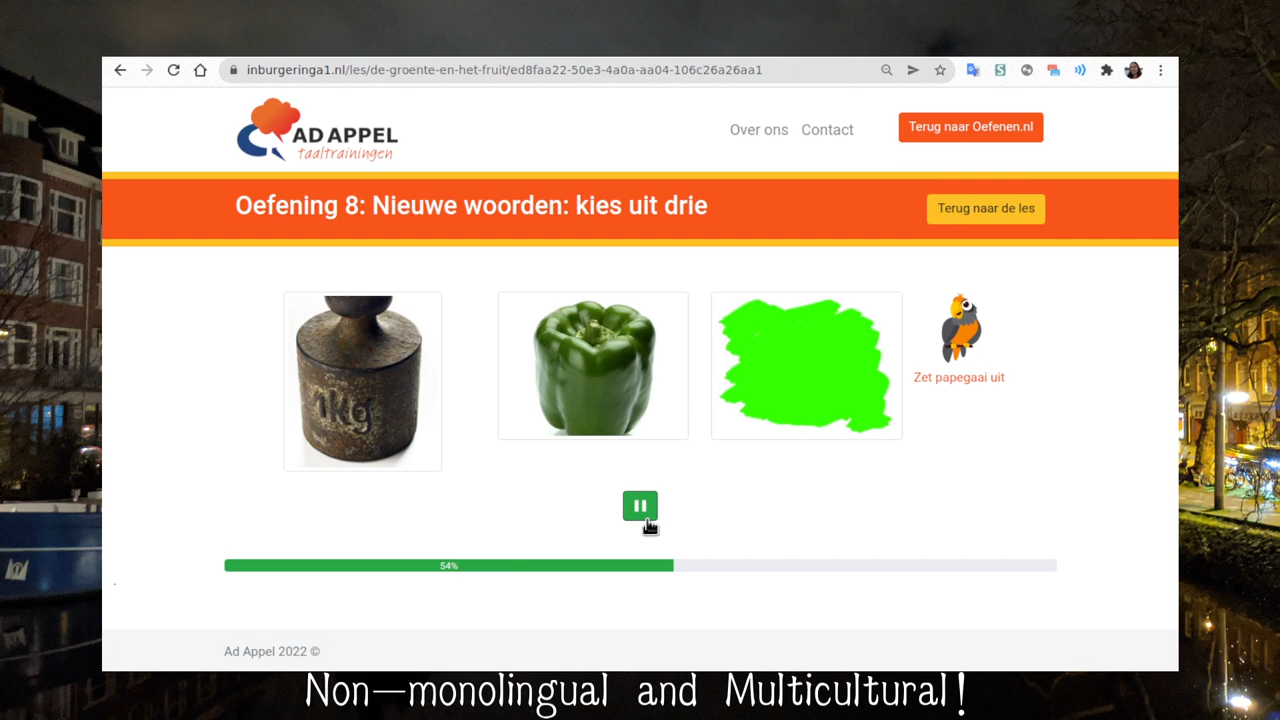 inburgeringa1.nl/les/de-groente-en-het-fruit/ed8faa22-50e3-4a0a-aa04-106c26a26aa1
AD APPEL
taaltrainingen
Over ons
Contact
Terug naar Oefenen.nl
Oefening 8: Nieuwe woorden: kies uit drie
Terug naar de les
1kg
Zet papegaai uit
54%
Ad Appel 2022 ©
Non-monolingual and Multicultural!